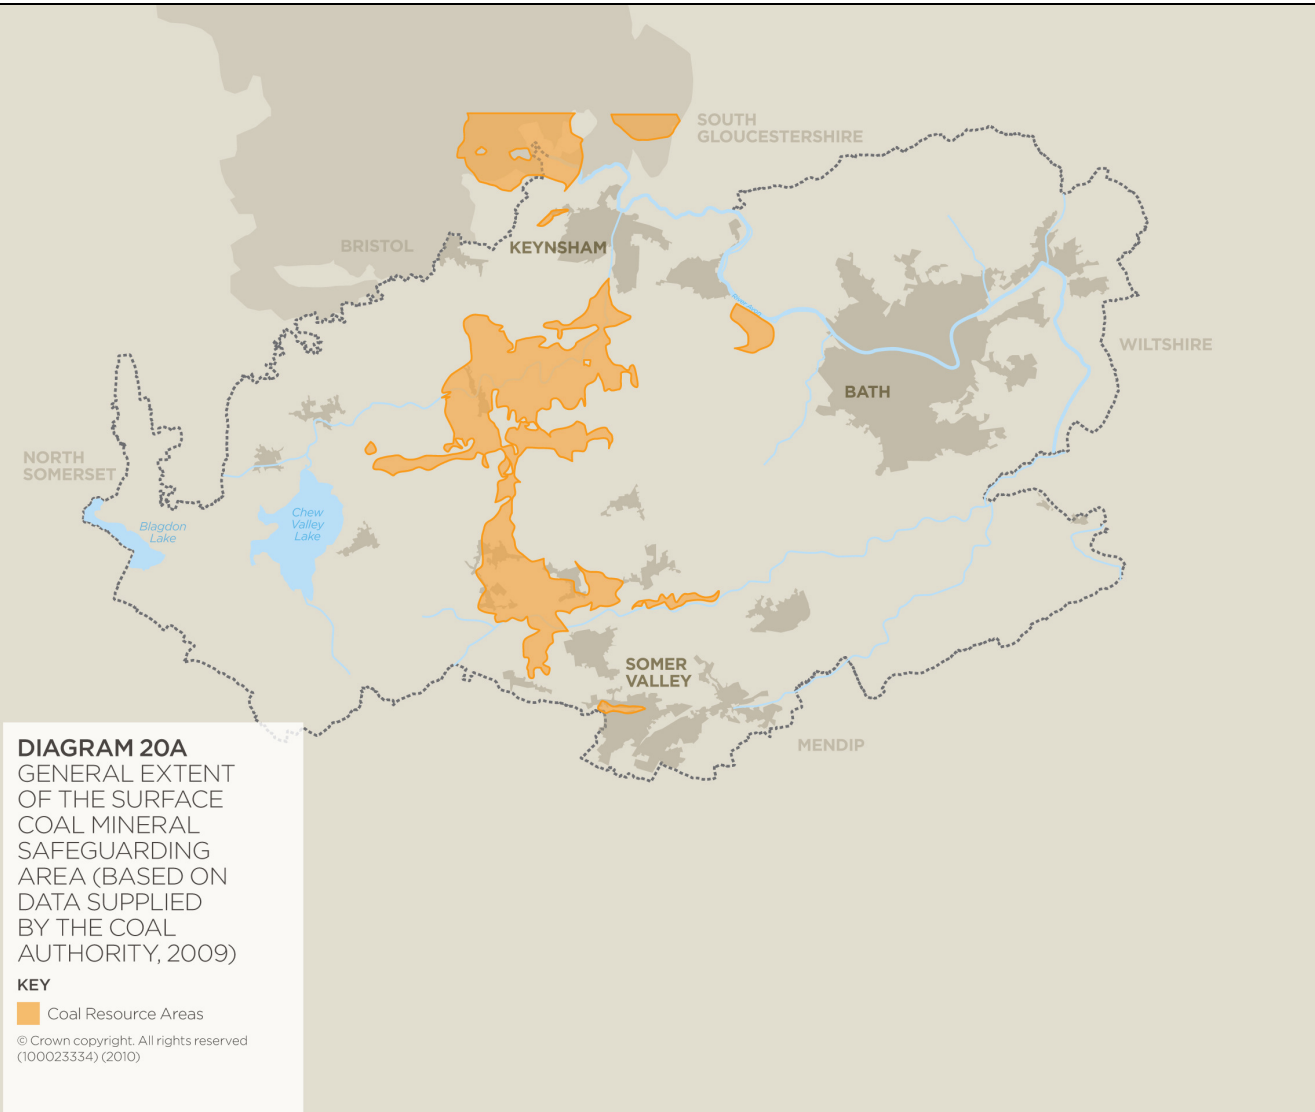 SOUTH
GLOUCESTERSHIRE
BRISTOL
KEYNSHAM
River Avon
WILTSHIRE
BATH
NORTH
SOMERSET
Blagdon
Lake
Chew
Valley
Lake
SOMER
VALLEY
MENDIP
DIAGRAM 20A
GENERAL EXTENT
OF THE SURFACE
COAL MINERAL
SAFEGUARDING
AREA (BASED ON
DATA SUPPLIED
BY THE COAL
AUTHORITY, 2009)
KEY
Coal Resource Areas
© Crown copyright. All rights reserved
(100023334) (2010)